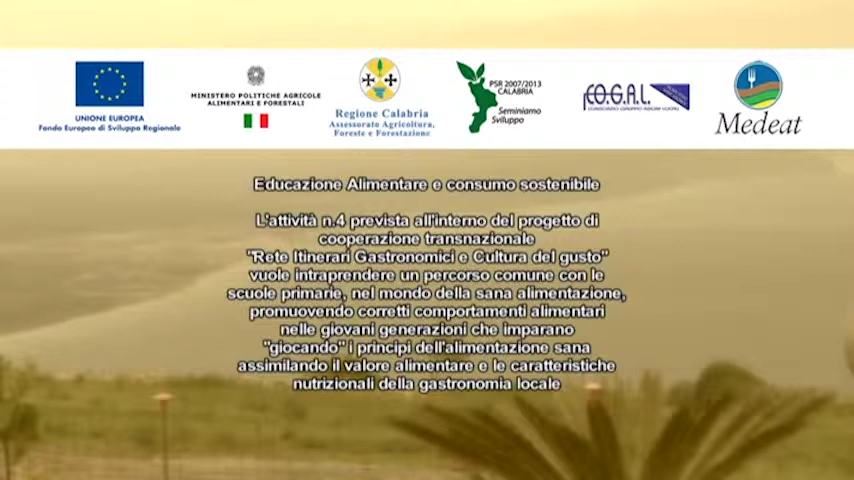 UNIONE EUROPEA
Fondo Europeo di Sviluppo Regionale
MINISTERO POLITICHE AGRICOLE
ALIMENTARI E FORESTALI
Regione Calabria
Assessorato Agricoltura,
Foreste e Forestazione
PSR 2007/2013
CALABRIA
Seminiamo
Sviluppo
CO.G.A.L.
Medeat
Educazione Alimentare e consumo sostenibile
L'attività n.4 prevista all'interno del progetto di
cooperazione transnazionale
"Rete Itinerari Gastronomici e Cultura del gusto"
vuole intraprendere un percorso comune con le
scuole primarie, nel mondo della sana alimentazione,
promuovendo corretti comportamenti alimentari
nelle giovani generazioni che imparano
"giocando" i principi dell'alimentazione sana
assimilando il valore alimentare e le caratteristiche
nutrizionali della gastronomia locale